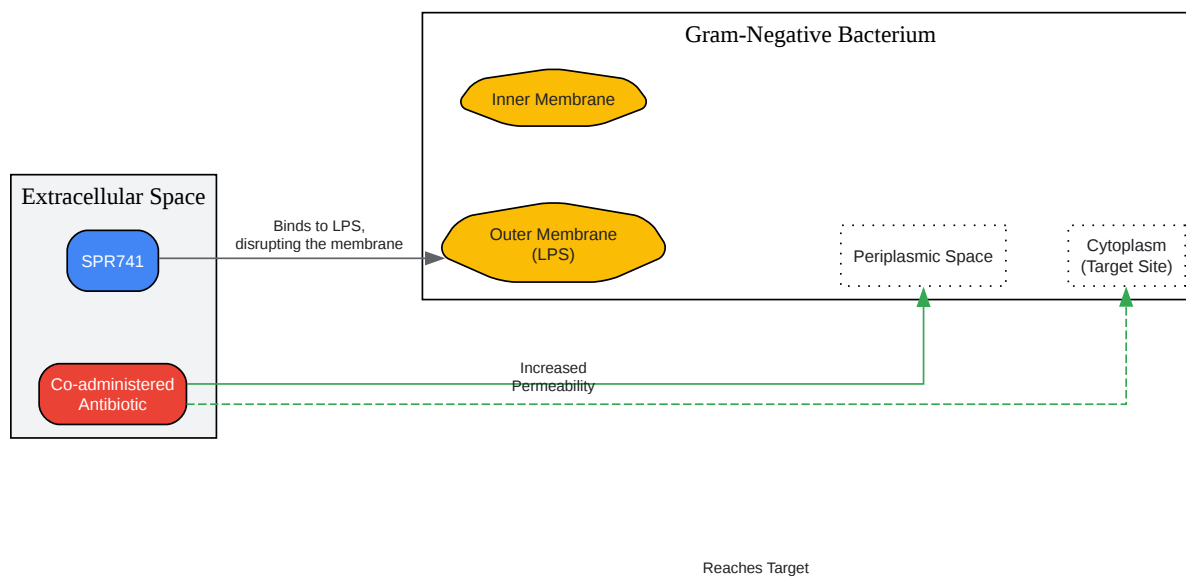 Gram-Negative Bacterium
Inner Membrane
Extracellular Space
SPR741
Binds to LPS,
disrupting the membrane
Outer Membrane
(LPS)
Periplasmic Space
Cytoplasm
(Target Site)
Co-administered
Antibiotic
Increased
Permeability
Reaches Target